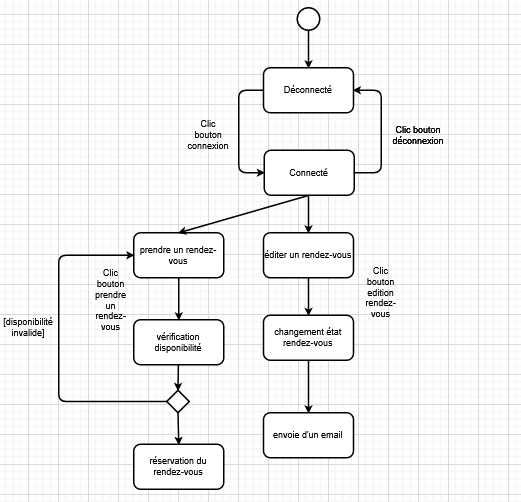 Déconnecté
Clic
bouton
connexion
Clic bouton
déconnexion
Connecté
prendre un rendez-
vous
éditer un rendez-vous
Clic
bouton
prendre
un
rendez-
vous
Clic
bouton
edition
rendez-
vous
[disponibilité
invalide]
vérification
disponibilité
changement état
rendez-vous
envoie d'un email
réservation du
rendez-vous